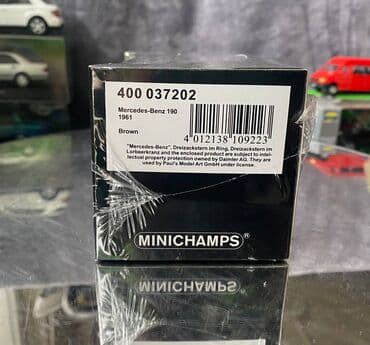 400 037202
Mercedes-Benz 190
1961
Brown
4 012138 109223
"Mercedes-Benz", Dreizackstern im Ring, Dreizackstern im
Lorbeerkranz and the enclosed product are subject to intel-
lectual property protection owned by Daimler AG. They are
used by Paul's Model Art GmbH under license.
MINICHAMPS®